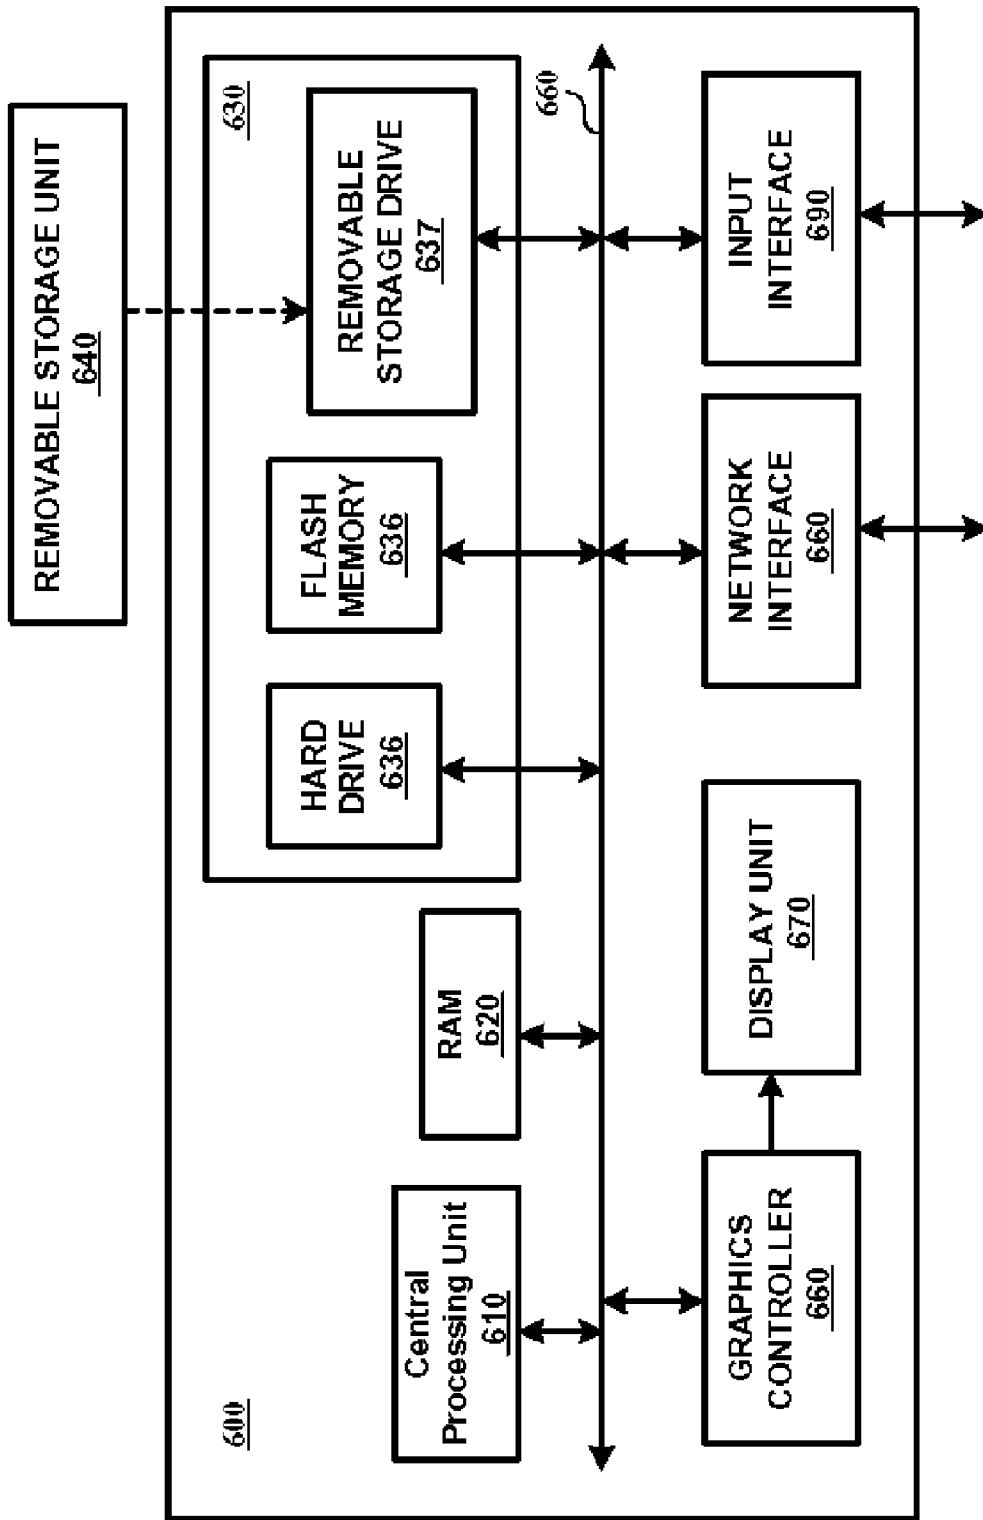 REMOVABLE STORAGE UNIT
640
600
630
Central
Processing Unit
610
RAM
620
HARD
DRIVE
636
FLASH
MEMORY
636
REMOVABLE
STORAGE DRIVE
637
660
GRAPHICS
CONTROLLER
660
DISPLAY UNIT
670
NETWORK
INTERFACE
660
INPUT
INTERFACE
690